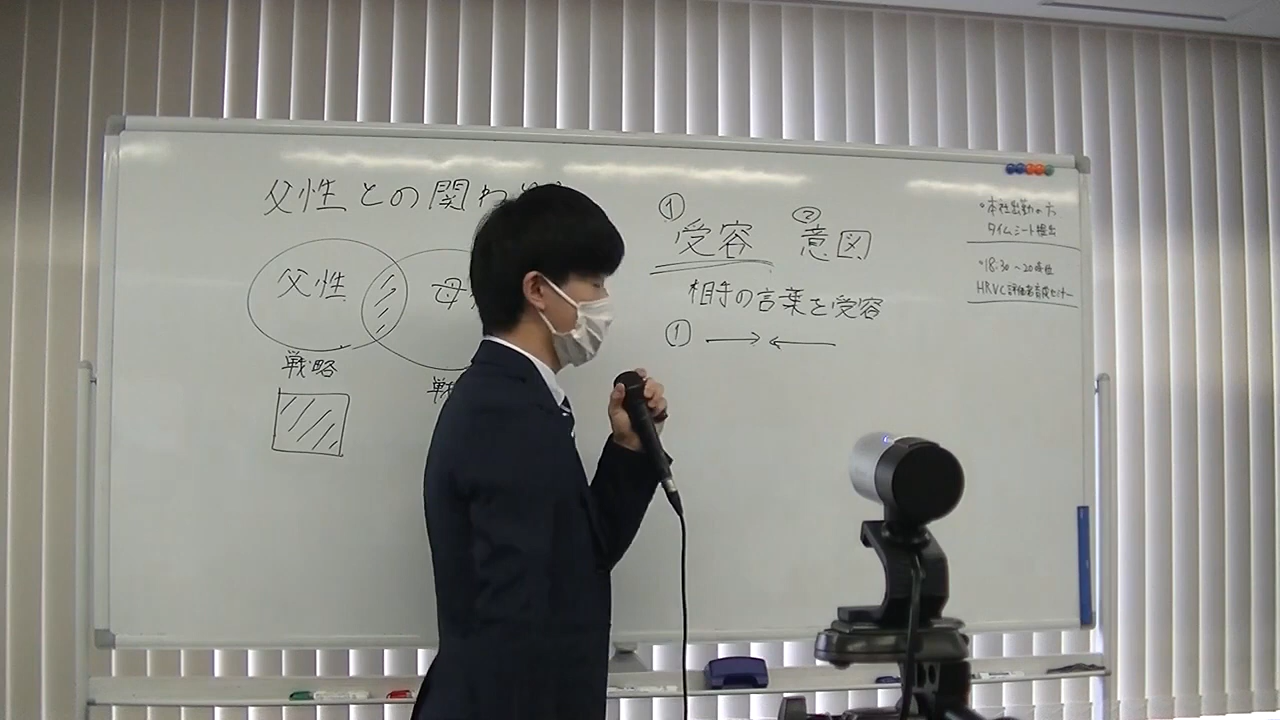 父性との関わり
父性
母
戦略
戦
① ②
受容 意図
相手の言葉を受容
①
・本社出勤の方
タイムシート提出
・18:30～20時位
HRVC評価者育成セミナー